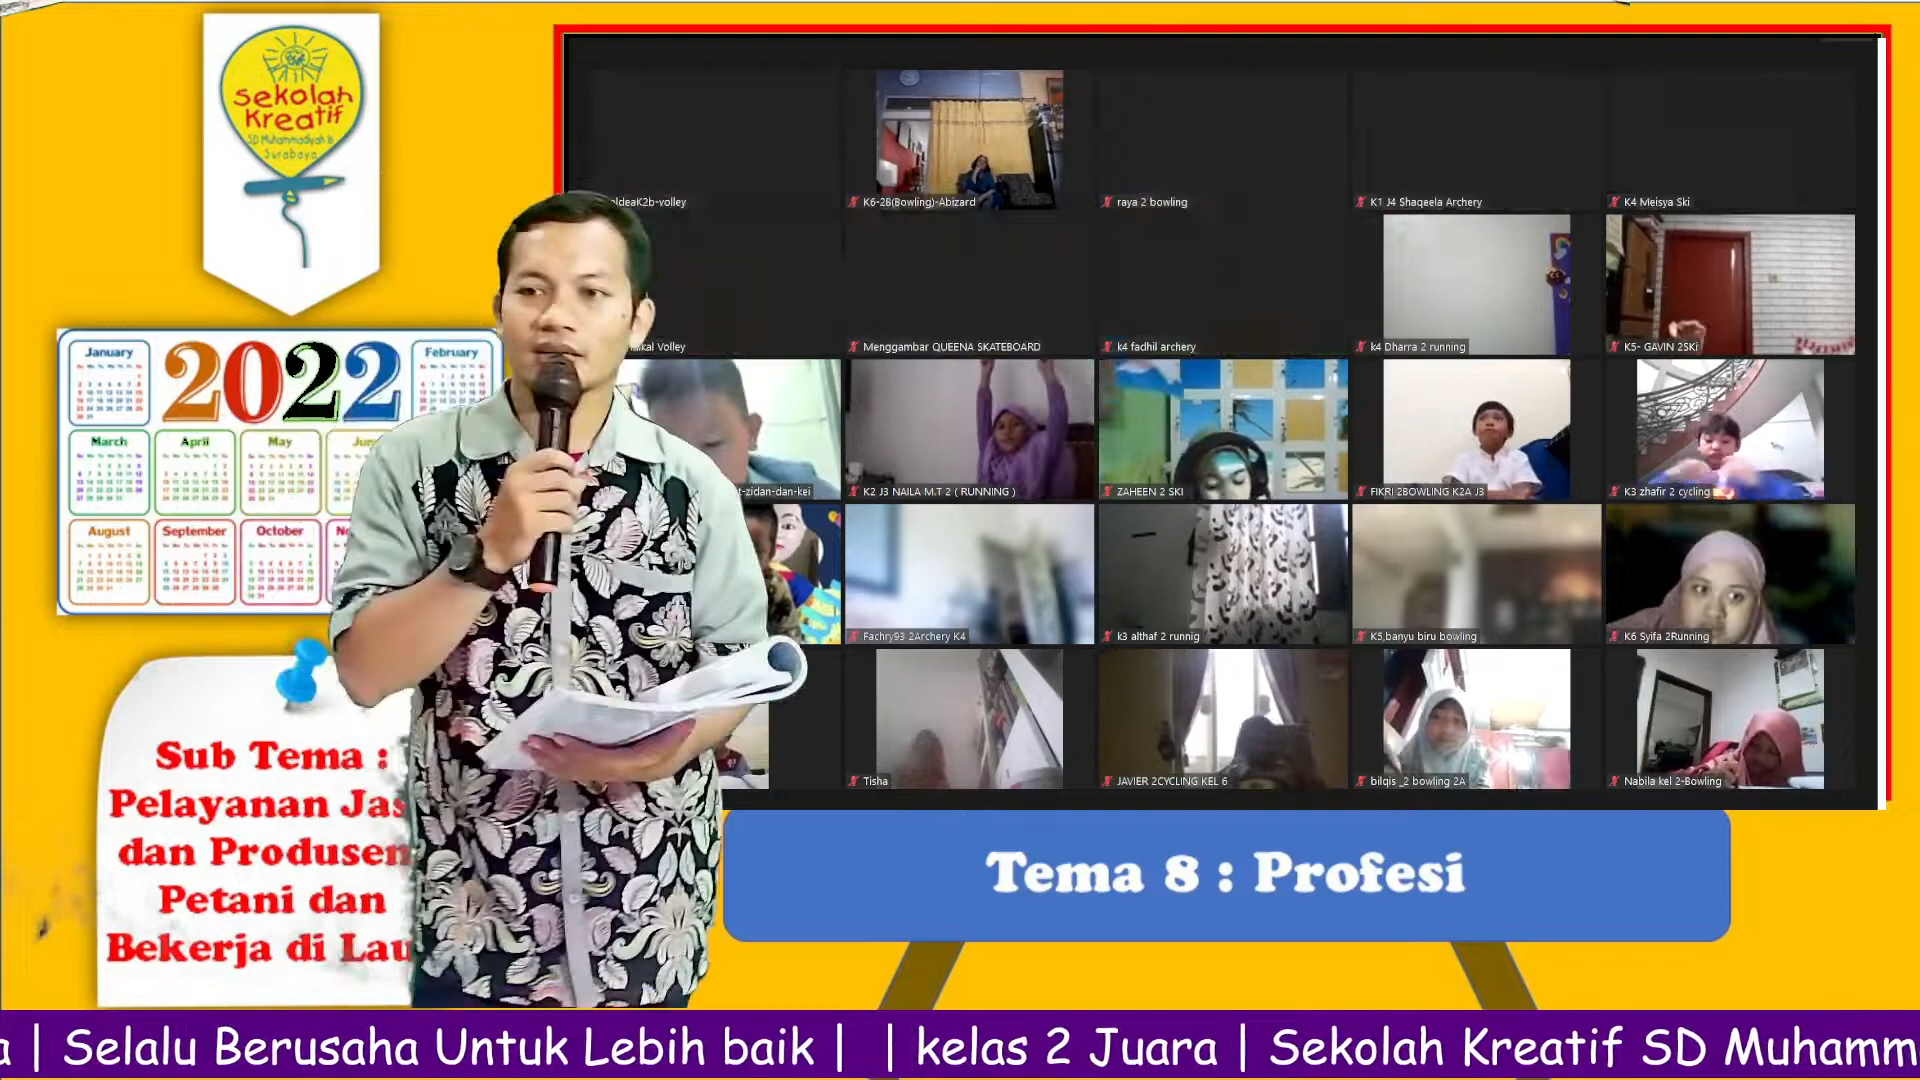 Sekolah
Kreatif
SD Muhammadiyah 16
Surabaya
2022
January
February
March
April
May
August
September
October
Sub Tema :
Pelayanan Jas
dan Produsen
Petani dan
Bekerja di Lau
K6-2B(Bowling)-Abizard
raya 2 bowling
K1 J4 Shaqeela Archery
K4 Meisya Ski
Menggambar QUEENA SKATEBOARD
k4 fadhil archery
k4 Dharra 2 running
K5- GAVIN 2SKi
t-zidan-dan-kei
K2 J3 NAILA M.T 2 ( RUNNING )
ZAHEEN 2 SKI
FIKRI 2BOWLING K2A J3
K3 zhafir 2 cycling
Fachry93 2Archery K4
k3 althaf 2 runnig
K5,banyu biru bowling
K6 Syifa 2Running
Tisha
JAVIER 2CYCLING KEL 6
bilqis _2 bowling 2A
Nabila kel 2-Bowling
Tema 8 : Profesi
a | Selalu Berusaha Untuk Lebih baik | | kelas 2 Juara | Sekolah Kreatif SD Muhamm